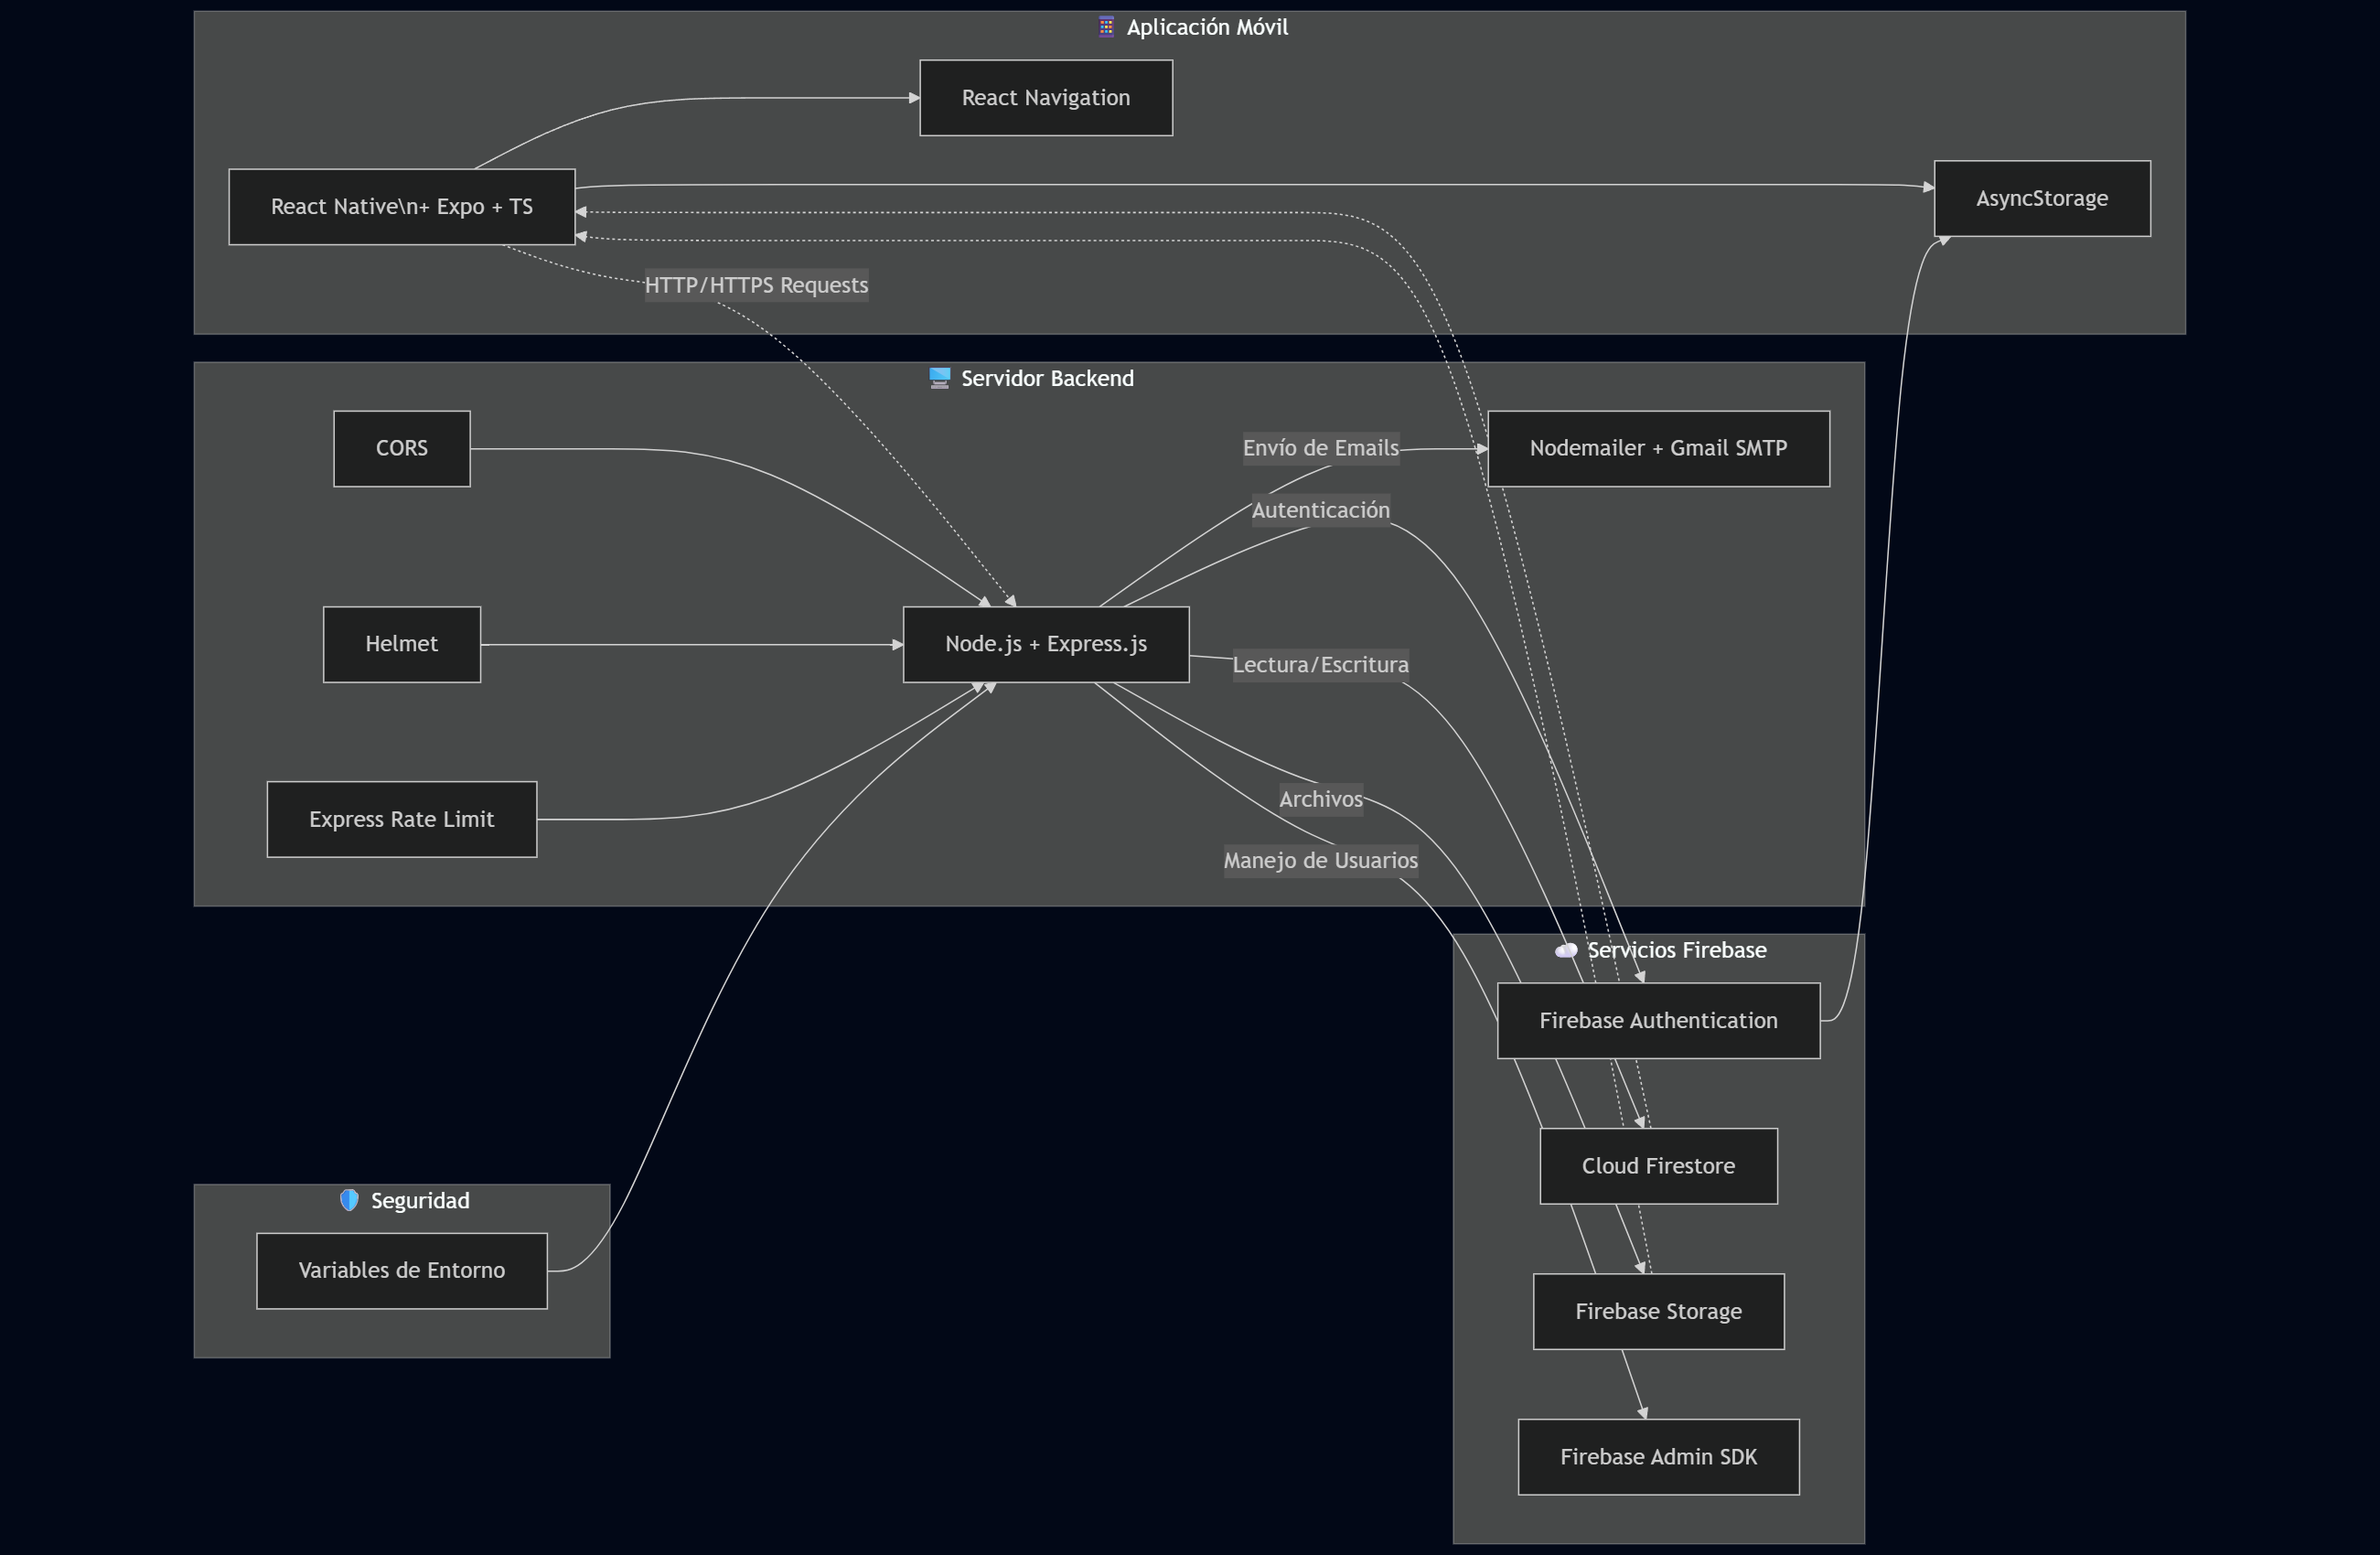 Aplicación Móvil
React Navigation
React Native\n+ Expo + TS
AsyncStorage
HTTP/HTTPS Requests
Servidor Backend
CORS
Envío de Emails
Nodemailer + Gmail SMTP
Autenticación
Helmet
Node.js + Express.js
Lectura/Escritura
Express Rate Limit
Archivos
Manejo de Usuarios
Servicios Firebase
Firebase Authentication
Cloud Firestore
Seguridad
Variables de Entorno
Firebase Storage
Firebase Admin SDK